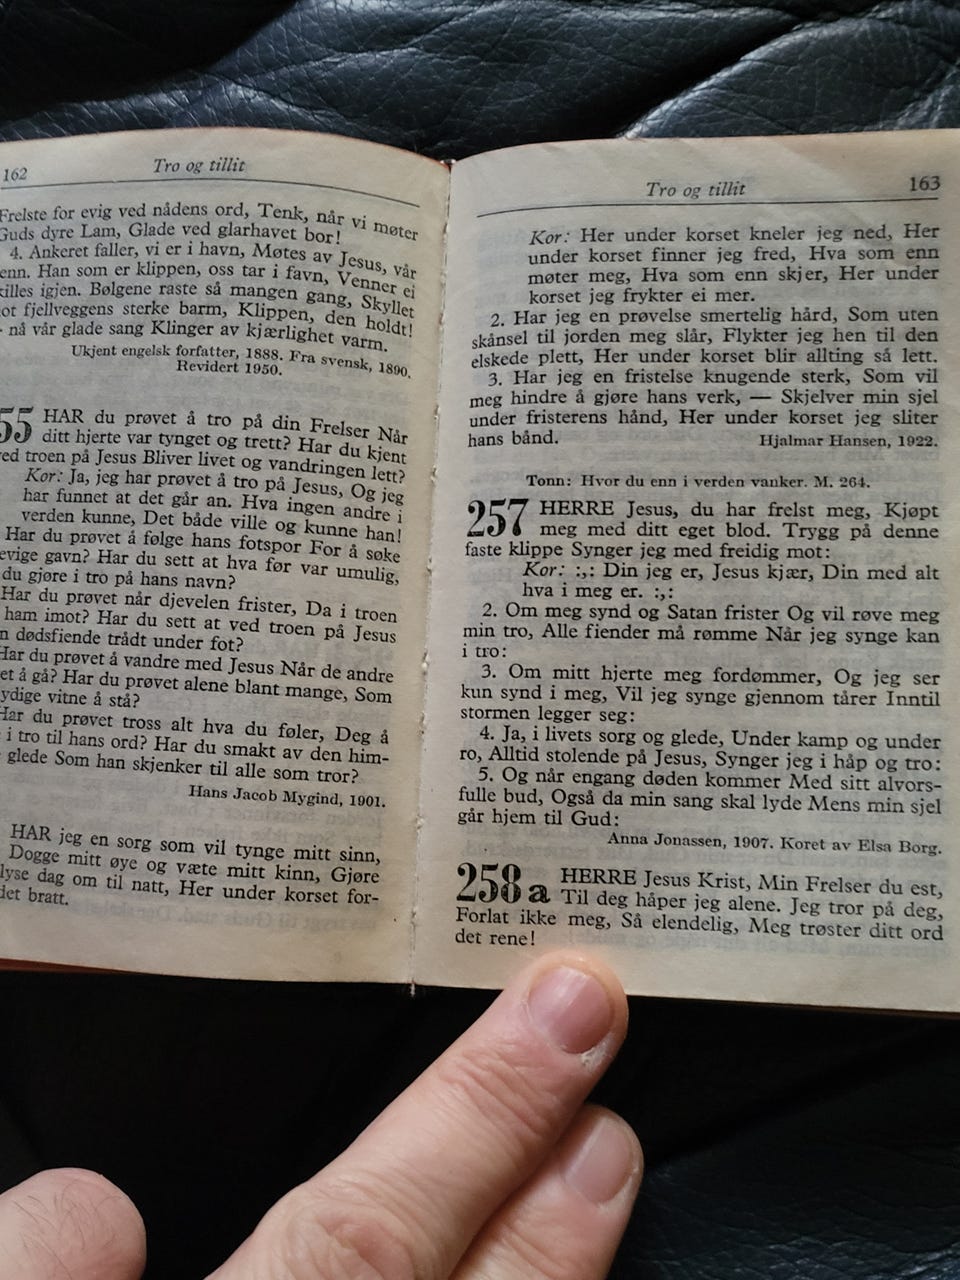 162
Tro og tillit
Frelste for evig ved nådens ord, Tenk, når vi møter
Guds dyre Lam, Glade ved glarhavet bor!
4. Ankeret faller, vi er i havn, Møtes av Jesus, vår
enn. Han som er klippen, oss tar i favn, Venner ei
killes igjen. Bølgene raste så mangen gang, Skyllet
ot fjellveggens sterke barm, Klippen, den holdt!
- nå vår glade sang Klinger av kjærlighet varm.
Ukjent engelsk forfatter, 1888. Fra svensk, 1890.
Revidert 1950.
55 HAR du prøvet å tro på din Frelser Når
ditt hjerte var tynget og trett? Har du kjent
ved troen på Jesus Bliver livet og vandringen lett?
Kor: Ja, jeg har prøvet å tro på Jesus, Og jeg
har funnet at det går an. Hva ingen andre i
verden kunne, Det både ville og kunne han!
Har du prøvet å følge hans fotspor For å søke
evige gavn? Har du sett at hva før var umulig,
du gjøre i tro på hans navn?
Har du prøvet når djevelen frister, Da i troen
ham imot? Har du sett at ved troen på Jesus
n dødsfiende trådt under fot?
Har du prøvet å vandre med Jesus Når de andre
et å gå? Har du prøvet alene blant mange, Som
ydige vitne å stå?
Har du prøvet tross alt hva du føler, Deg å
i tro til hans ord? Har du smakt av den him-
glede Som han skjenker til alle som tror?
Hans Jacob Mygind, 1901.
HAR jeg en sorg som vil tynge mitt sinn,
Dogge mitt øye og væte mitt kinn, Gjøre
lyse dag om til natt, Her under korset for-
det bratt.
Tro og tillit
163
Kor: Her under korset kneler jeg ned, Her
under korset finner jeg fred, Hva som enn
møter meg, Hva som enn skjer, Her under
korset jeg frykter ei mer.
2. Har jeg en prøvelse smertelig hård, Som uten
skånsel til jorden meg slår, Flykter jeg hen til den
elskede plett, Her under korset blir allting så lett.
3. Har jeg en fristelse knugende sterk, Som vil
meg hindre å gjøre hans verk, — Skjelver min sjel
under fristerens hånd, Her under korset jeg sliter
hans bånd.
Hjalmar Hansen, 1922.
Tonn: Hvor du enn i verden vanker. M. 264.
257 HERRE Jesus, du har frelst meg, Kjøpt
meg med ditt eget blod. Trygg på denne
faste klippe Synger jeg med freidig mot:
Kor: :,: Din jeg er, Jesus kjær, Din med alt
hva i meg er. :,:
2. Om meg synd og Satan frister Og vil røve meg
min tro, Alle fiender må rømme Når jeg synge kan
i tro:
3. Om mitt hjerte meg fordømmer, Og jeg ser
kun synd i meg, Vil jeg synge gjennom tårer Inntil
stormen legger seg:
4. Ja, i livets sorg og glede, Under kamp og under
ro, Alltid stolende på Jesus, Synger jeg i håp og tro:
5. Og når engang døden kommer Med sitt alvors-
fulle bud, Også da min sang skal lyde Mens min sjel
går hjem til Gud:
Anna Jonassen, 1907. Koret av Elsa Borg.
258 a HERRE Jesus Krist, Min Frelser du est,
Til deg håper jeg alene. Jeg tror på deg,
Forlat ikke meg, Så elendelig, Meg trøster ditt ord
det rene!